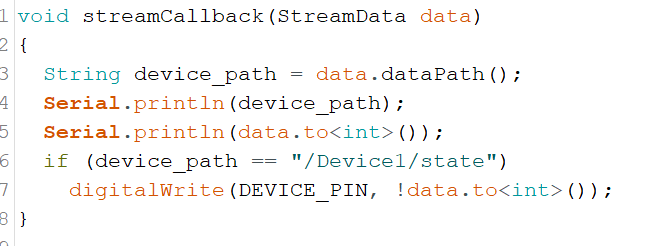 1 void streamCallback(StreamData data)
2 {
3 String device_path = data.dataPath();
4 Serial.println(device_path);
5 Serial.println(data.to<int>());
6 if (device_path == "/Device1/state")
7 digitalWrite(DEVICE_PIN, !data.to<int>());
8 }